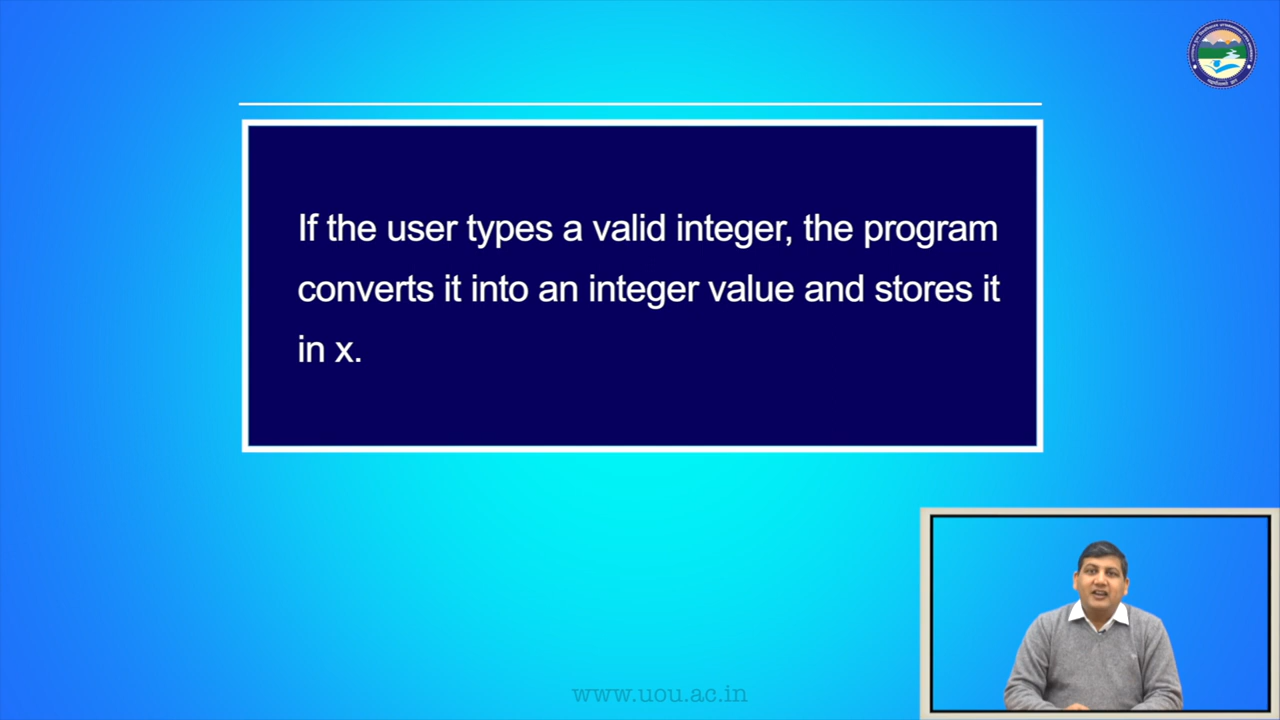 If the user types a valid integer, the program
converts it into an integer value and stores it
in x.
www.uou.ac.in